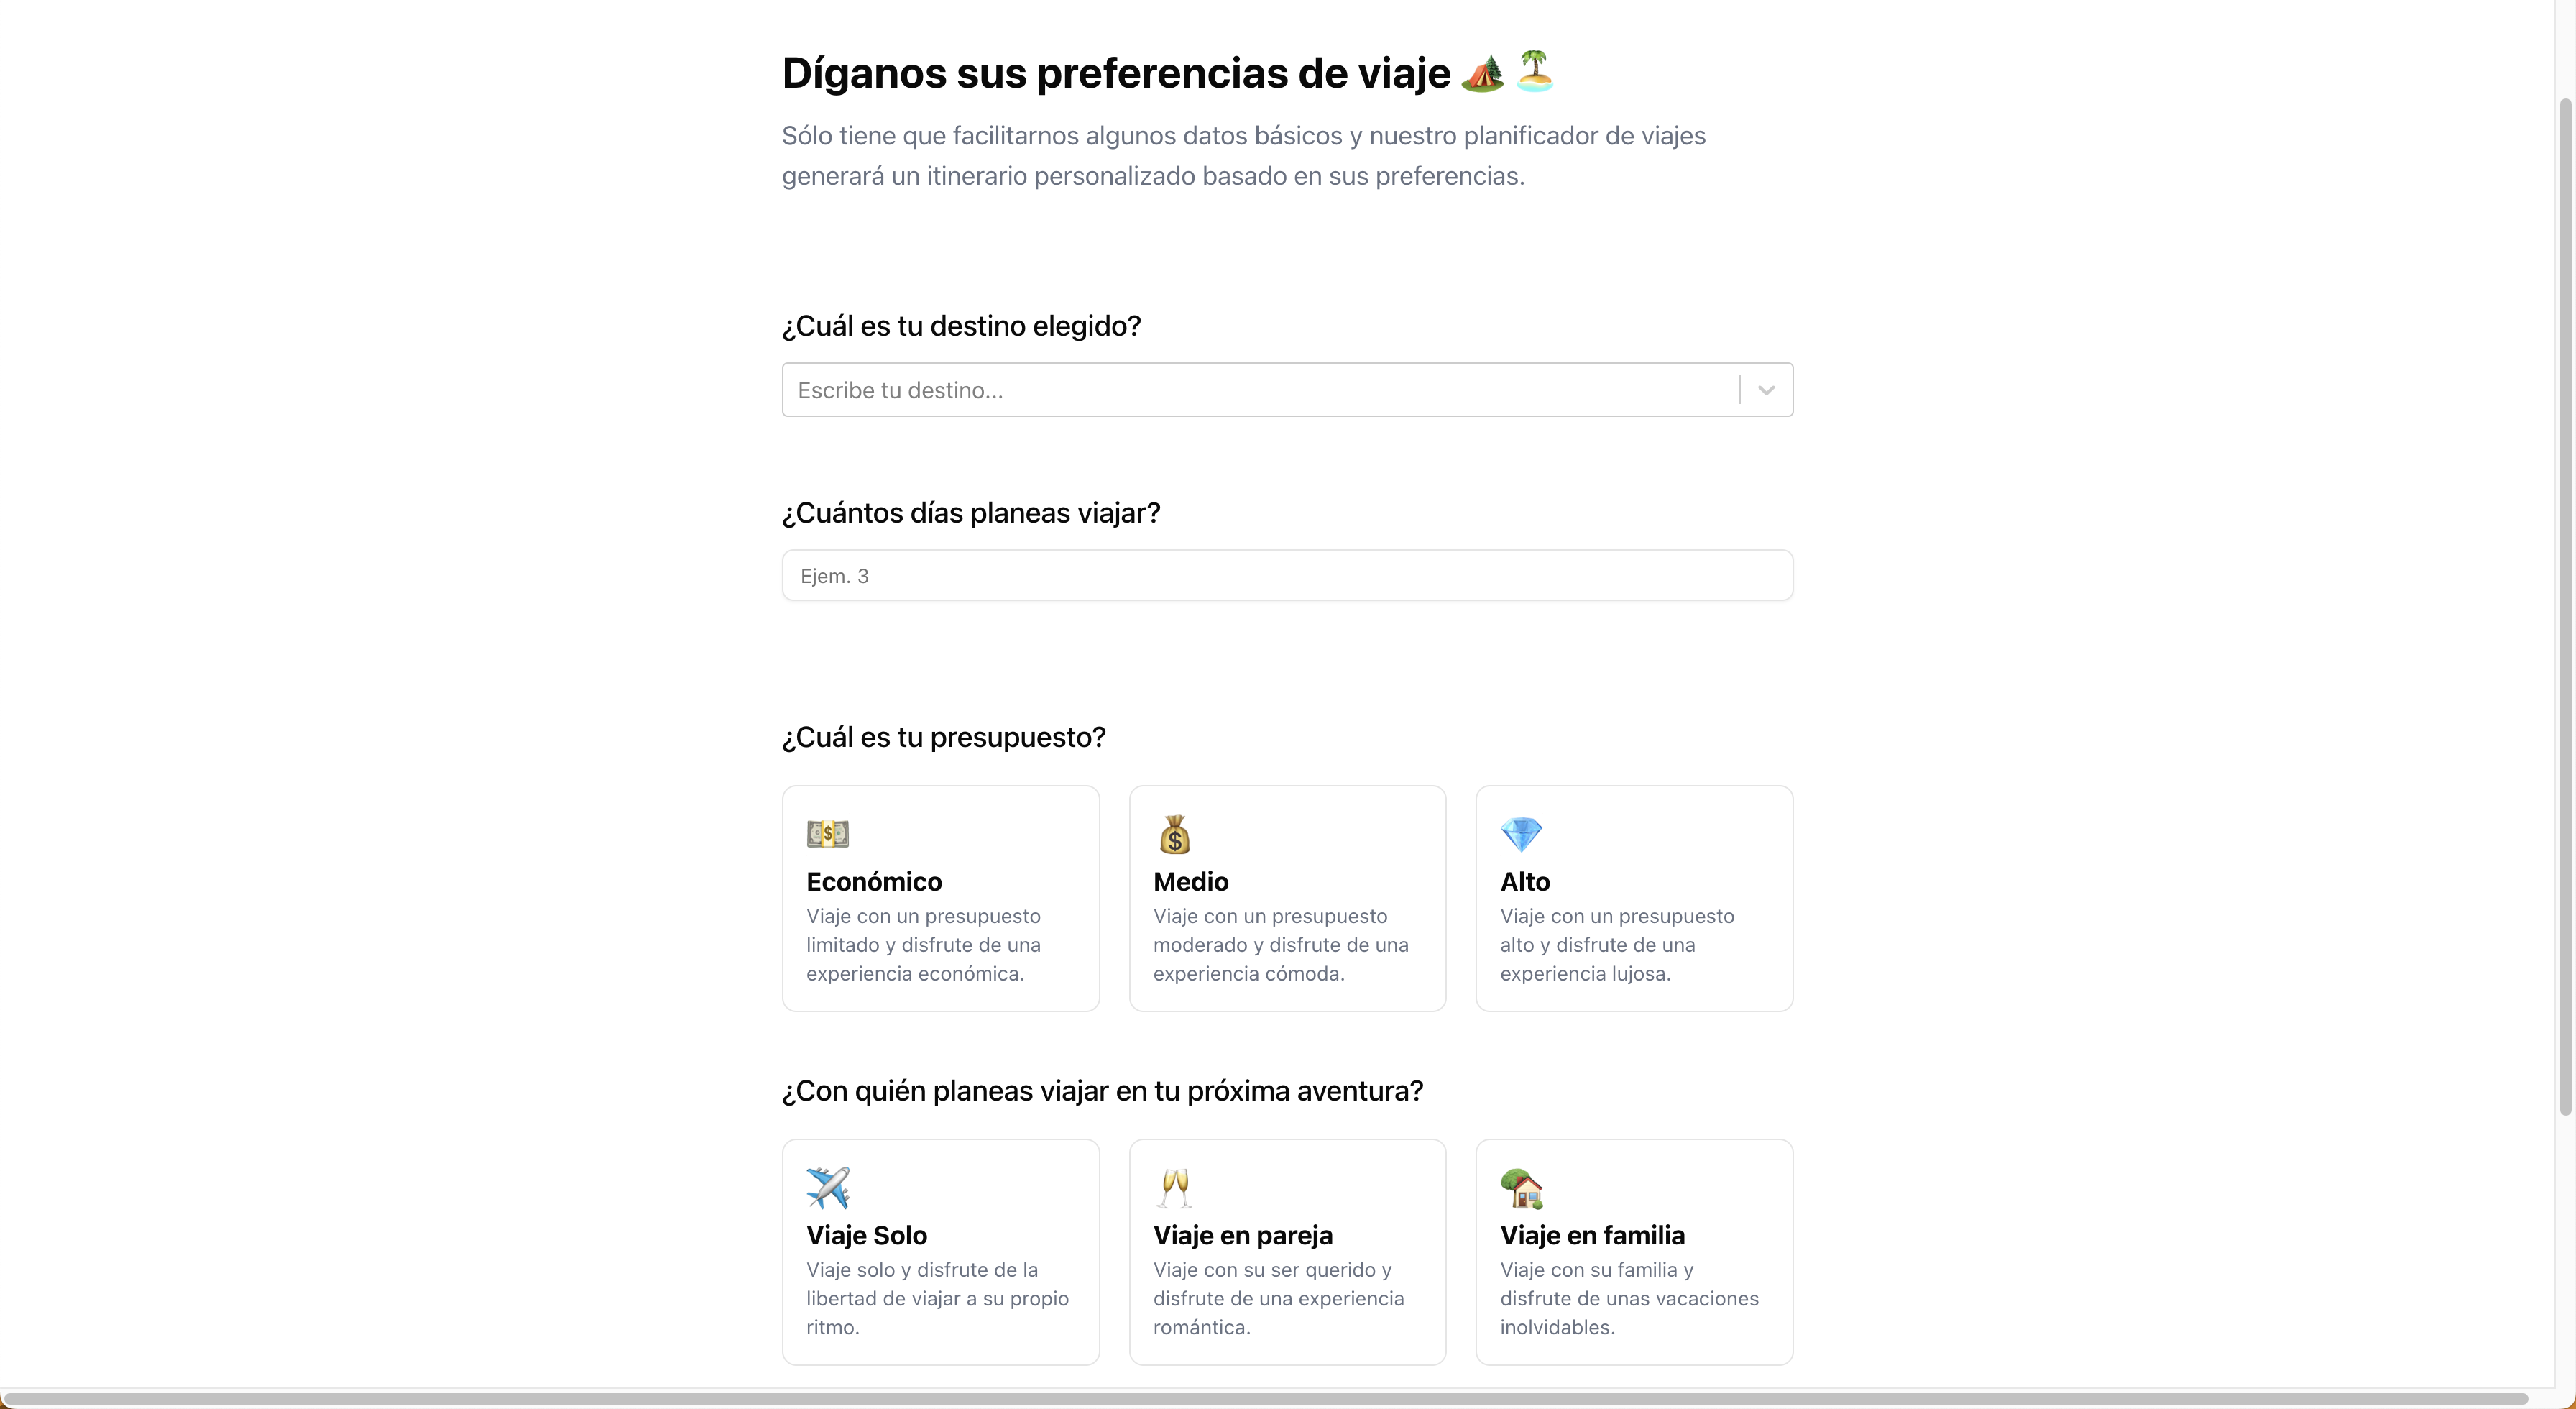 Díganos sus preferencias de viaje 🏕️🏝️
Sólo tiene que facilitarnos algunos datos básicos y nuestro planificador de viajes
generará un itinerario personalizado basado en sus preferencias.
¿Cuál es tu destino elegido?
Escribe tu destino...
¿Cuántos días planeas viajar?
Ejem. 3
¿Cuál es tu presupuesto?
Económico
Viaje con un presupuesto
limitado y disfrute de una
experiencia económica.
Medio
Viaje con un presupuesto
moderado y disfrute de una
experiencia cómoda.
Alto
Viaje con un presupuesto
alto y disfrute de una
experiencia lujosa.
¿Con quién planeas viajar en tu próxima aventura?
Viaje Solo
Viaje solo y disfrute de la
libertad de viajar a su propio
ritmo.
Viaje en pareja
Viaje con su ser querido y
disfrute de una experiencia
romántica.
Viaje en familia
Viaje con su familia y
disfrute de unas vacaciones
inolvidables.